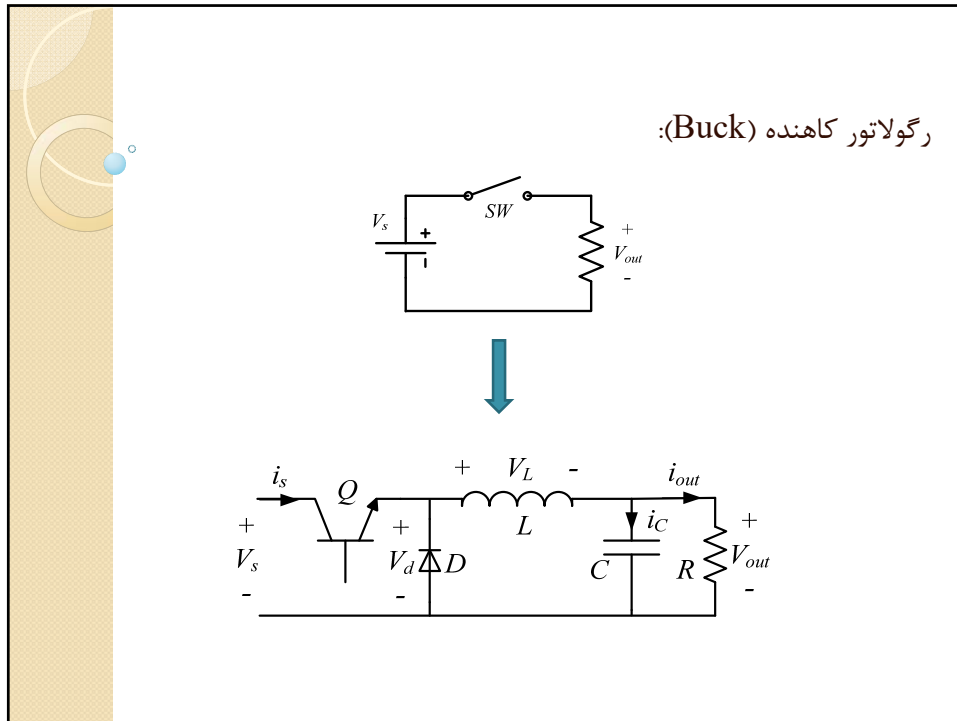 رگولاتور کاهنده (Buck):
Vs
+
-
SW
+
Vout
-
+ VL -
is
Q
iout
+
Vs
-
+
Vd
-
D
L
iC
C
R
+
Vout
-